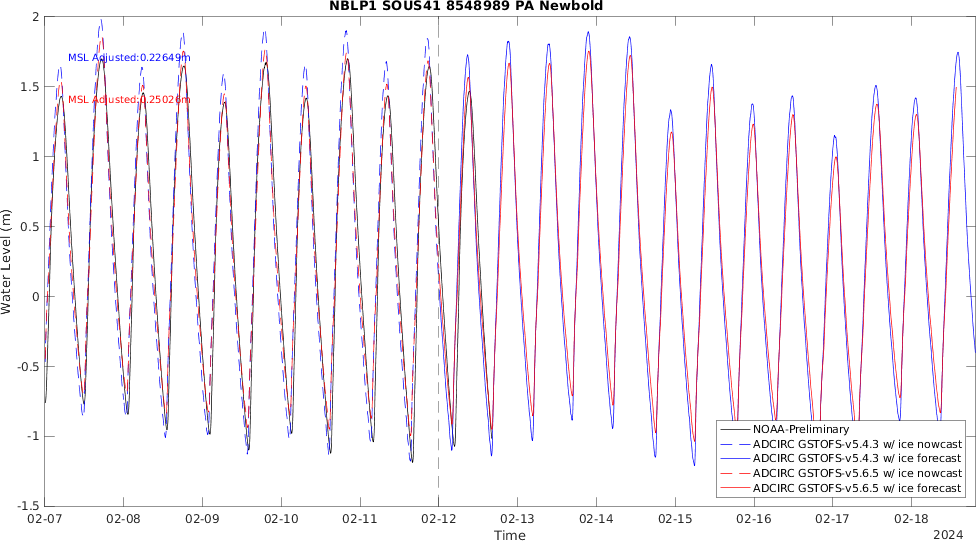 NBLP1 SOUS41 8548989 PA Newbold
2
1.5
1
0.5
0
-0.5
-1
-1.5
Water Level (m)
MSL Adjusted:0.22649m
MSL Adjusted:0.25026m
NOAA-Preliminary
ADCIRC GSTOFS-v5.4.3 w/ ice nowcast
ADCIRC GSTOFS-v5.4.3 w/ ice forecast
ADCIRC GSTOFS-v5.6.5 w/ ice nowcast
ADCIRC GSTOFS-v5.6.5 w/ ice forecast
02-07 02-08 02-09 02-10 02-11 02-12 02-13 02-14 02-15 02-16 02-17 02-18
Time
2024